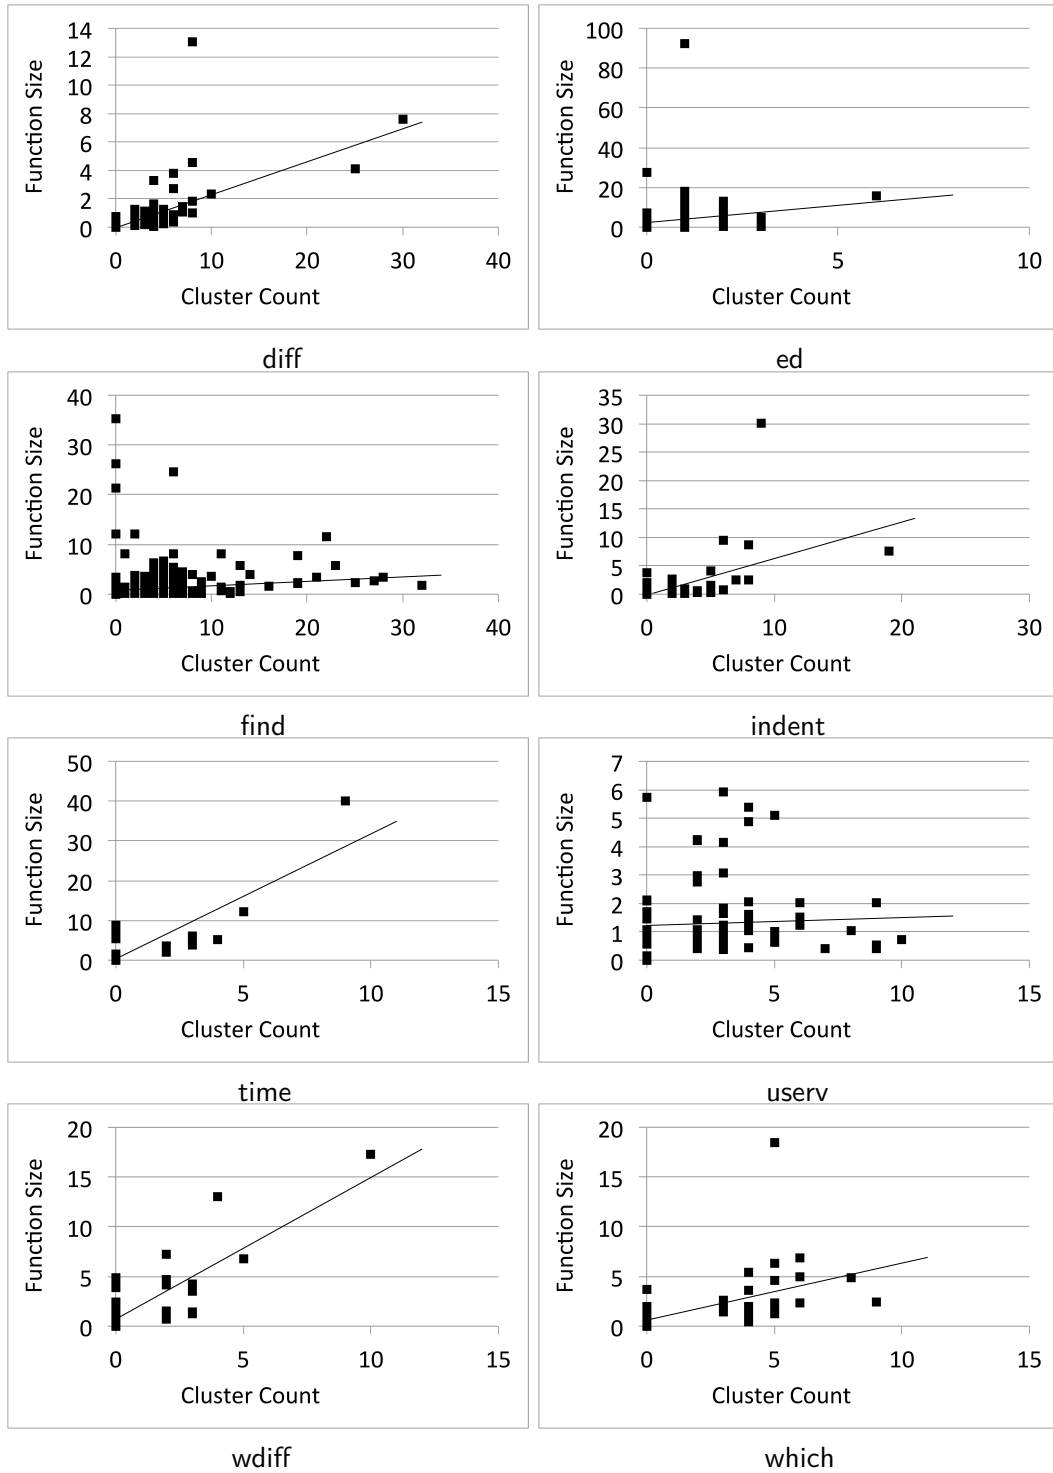 14
12
10
8
6
4
2
0
Function Size
0 10 20 30 40
Cluster Count
diff
100
80
60
40
20
0
Function Size
0 5 10
Cluster Count
ed
40
30
20
10
0
Function Size
0 10 20 30 40
Cluster Count
find
35
30
25
20
15
10
5
0
Function Size
0 10 20 30
Cluster Count
indent
50
40
30
20
10
0
Function Size
0 5 10 15
Cluster Count
time
7
6
5
4
3
2
1
0
Function Size
0 5 10 15
Cluster Count
userv
20
15
10
5
0
Function Size
0 5 10 15
Cluster Count
wdiff
20
15
10
5
0
Function Size
0 5 10 15
Cluster Count
which